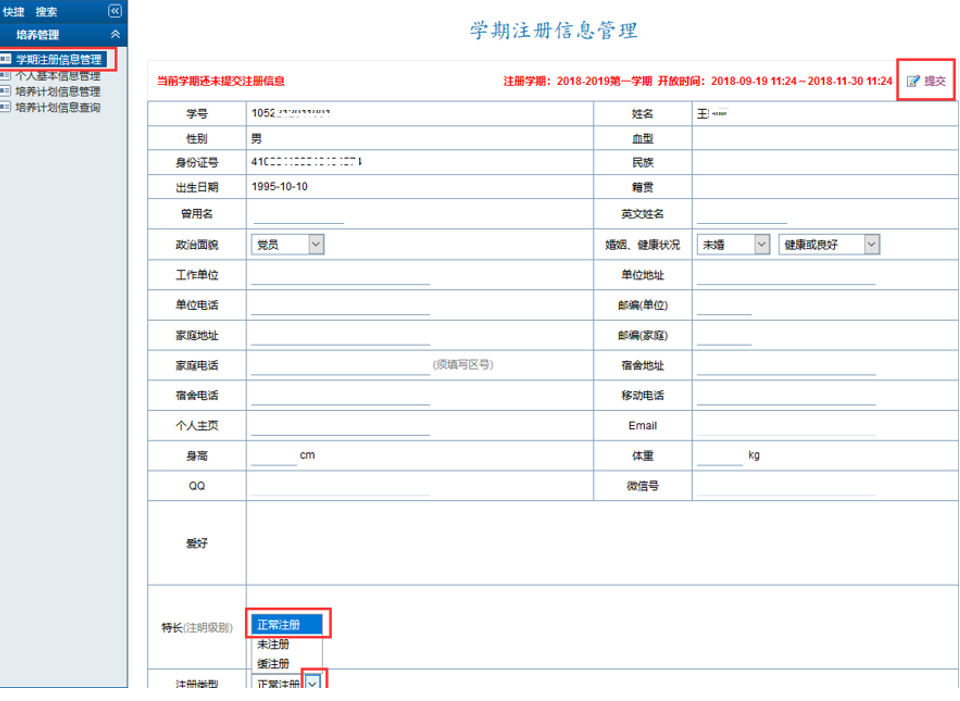 快捷 搜索
培养管理
学期注册信息管理
个人基本信息管理
培养计划信息管理
培养计划信息查询
学期注册信息管理
当前学期还未提交注册信息 注册学期：2018-2019第一学期 开放时间：2018-09-19 11:24～2018-11-30 11:24 提交
学号 1052 姓名 王
性别 男 血型
身份证号 民族
出生日期 1995-10-10 籍贯
曾用名 英文姓名
政治面貌 党员 婚姻、健康状况 未婚 健康或良好
工作单位 单位地址
单位电话 邮编(单位)
家庭地址 邮编(家庭)
家庭电话 (须填写区号) 宿舍地址
宿舍电话 移动电话
个人主页 Email
身高 cm 体重 kg
QQ 微信号
爱好
特长(注明级别)
正常注册
未注册
缓注册
注册类型 正常注册